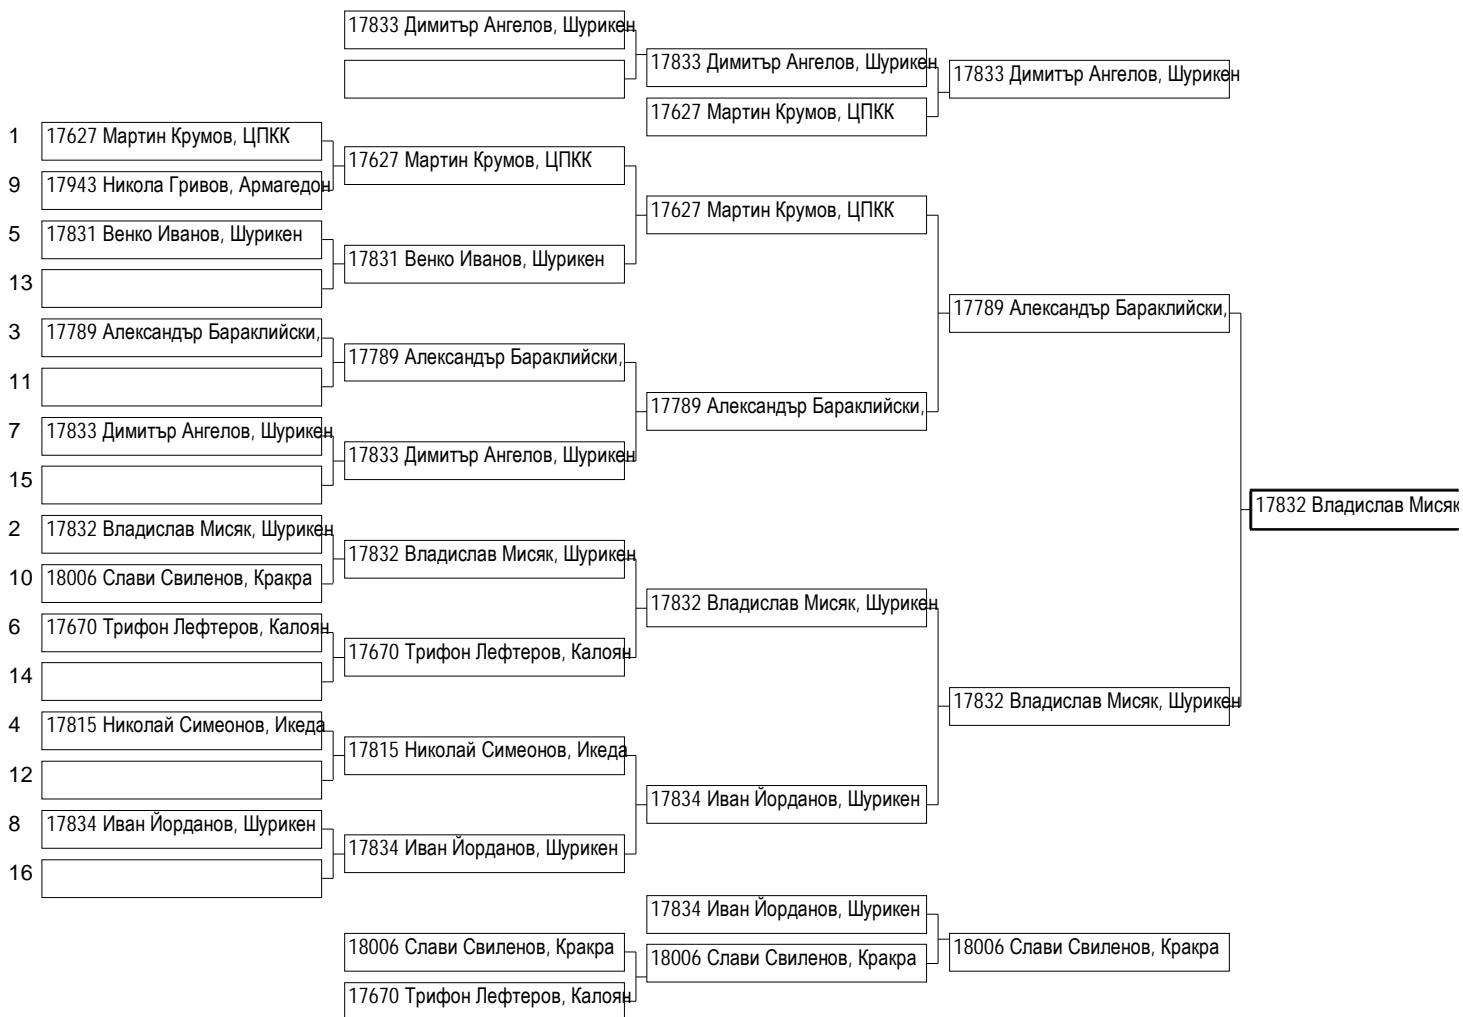 17833 Димитър Ангелов, Шурикен
17833 Димитър Ангелов, Шурикен
17833 Димитър Ангелов, Шурикен
17627 Мартин Крумов, ЦПКК
1 17627 Мартин Крумов, ЦПКК
17627 Мартин Крумов, ЦПКК
9 17943 Никола Гривов, Армагедон
17627 Мартин Крумов, ЦПКК
5 17831 Венко Иванов, Шурикен
17831 Венко Иванов, Шурикен
13
17789 Александър Бараклийски,
3 17789 Александър Бараклийски,
17789 Александър Бараклийски,
11
17789 Александър Бараклийски,
7 17833 Димитър Ангелов, Шурикен
17833 Димитър Ангелов, Шурикен
15
17832 Владислав Мисяк
2 17832 Владислав Мисяк, Шурикен
17832 Владислав Мисяк, Шурикен
10 18006 Слави Свиленов, Кракра
17832 Владислав Мисяк, Шурикен
6 17670 Трифон Лефтеров, Калоян
17670 Трифон Лефтеров, Калоян
14
17832 Владислав Мисяк, Шурикен
4 17815 Николай Симеонов, Икеда
17815 Николай Симеонов, Икеда
12
17834 Иван Йорданов, Шурикен
8 17834 Иван Йорданов, Шурикен
17834 Иван Йорданов, Шурикен
16
17834 Иван Йорданов, Шурикен
18006 Слави Свиленов, Кракра
18006 Слави Свиленов, Кракра
18006 Слави Свиленов, Кракра
17670 Трифон Лефтеров, Калоян